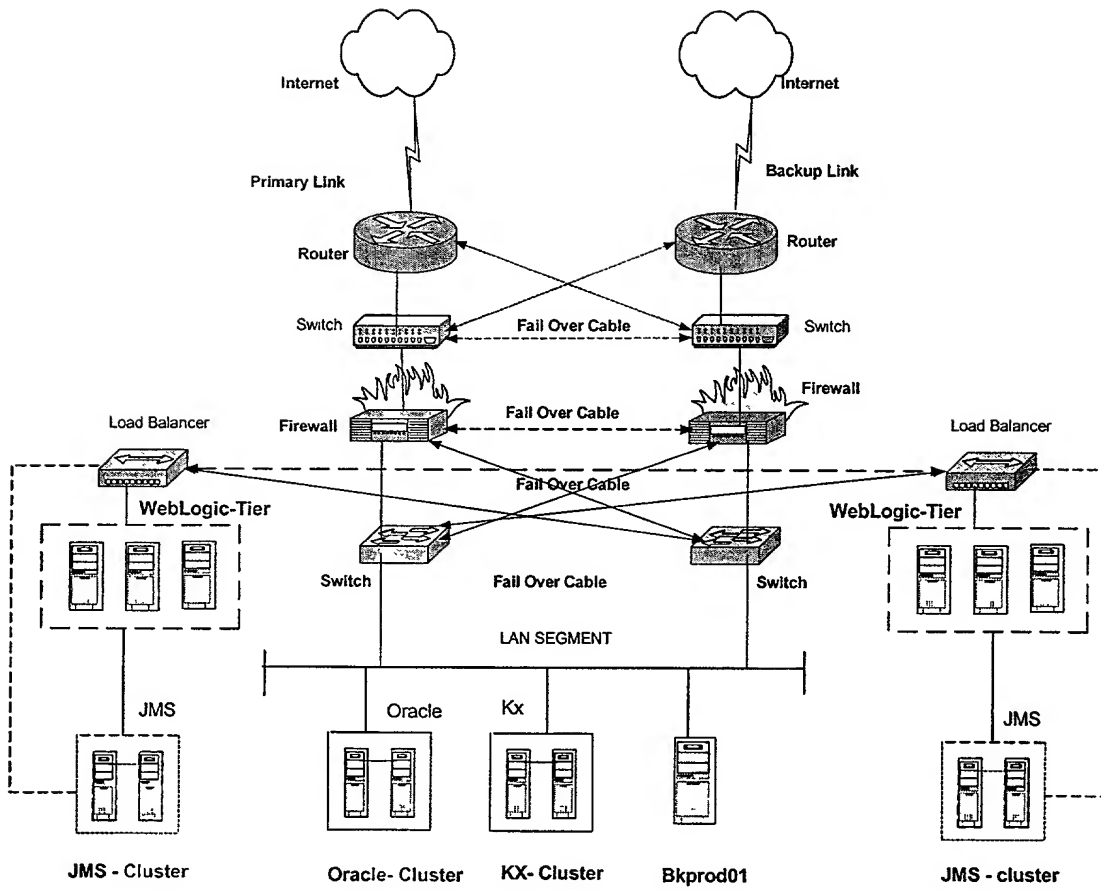 Internet
Internet
Primary Link
Backup Link
Router
Router
Switch
Fail Over Cable
Switch
Firewall
Firewall
Fail Over Cable
Load Balancer
Load Balancer
Fail Over Cable
WebLogic-Tier
WebLogic-Tier
Switch
Fail Over Cable
Switch
LAN SEGMENT
JMS
Oracle
Kx
JMS
JMS - Cluster
Oracle- Cluster
KX- Cluster
Bkprod01
JMS - cluster